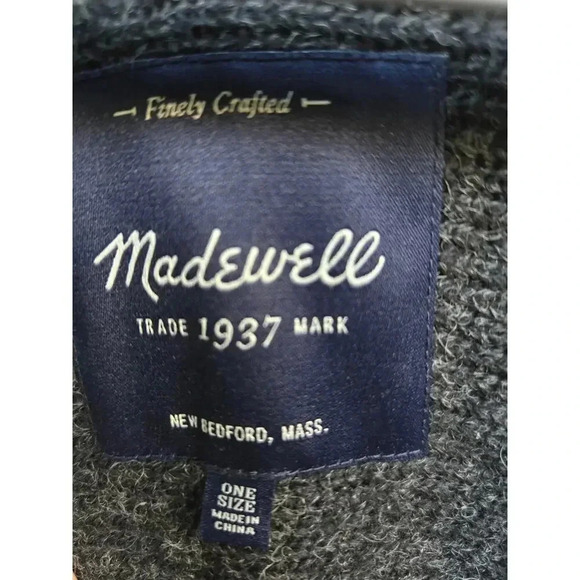 Finely Crafted
Madewell
TRADE 1937 MARK
NEW BEDFORD, MASS.
ONE
SIZE
MADE IN
CHINA